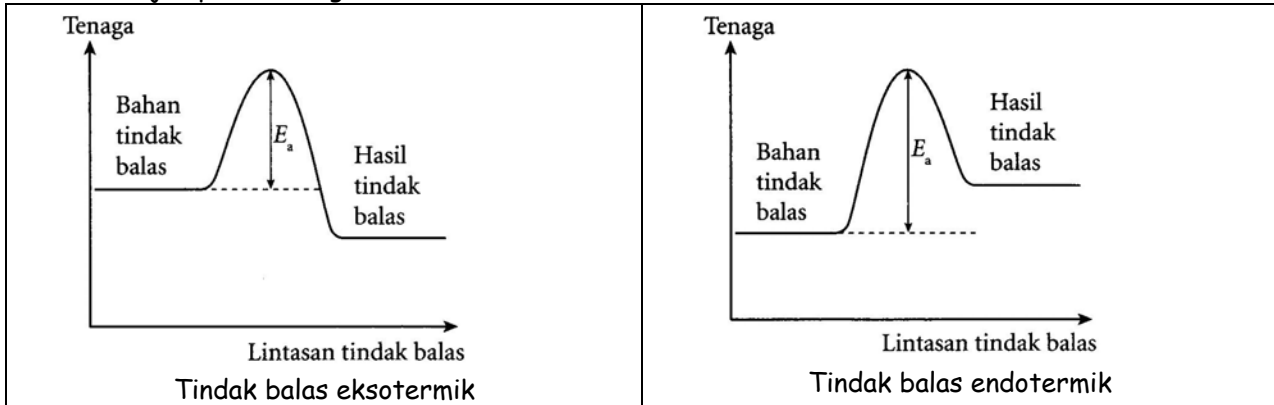 Tenaga
Bahan
tindak
balas
Eₐ
Hasil
tindak
balas
Lintasan tindak balas
Tindak balas eksotermik
Tenaga
Bahan
tindak
balas
Eₐ
Hasil
tindak
balas
Lintasan tindak balas
Tindak balas endotermik